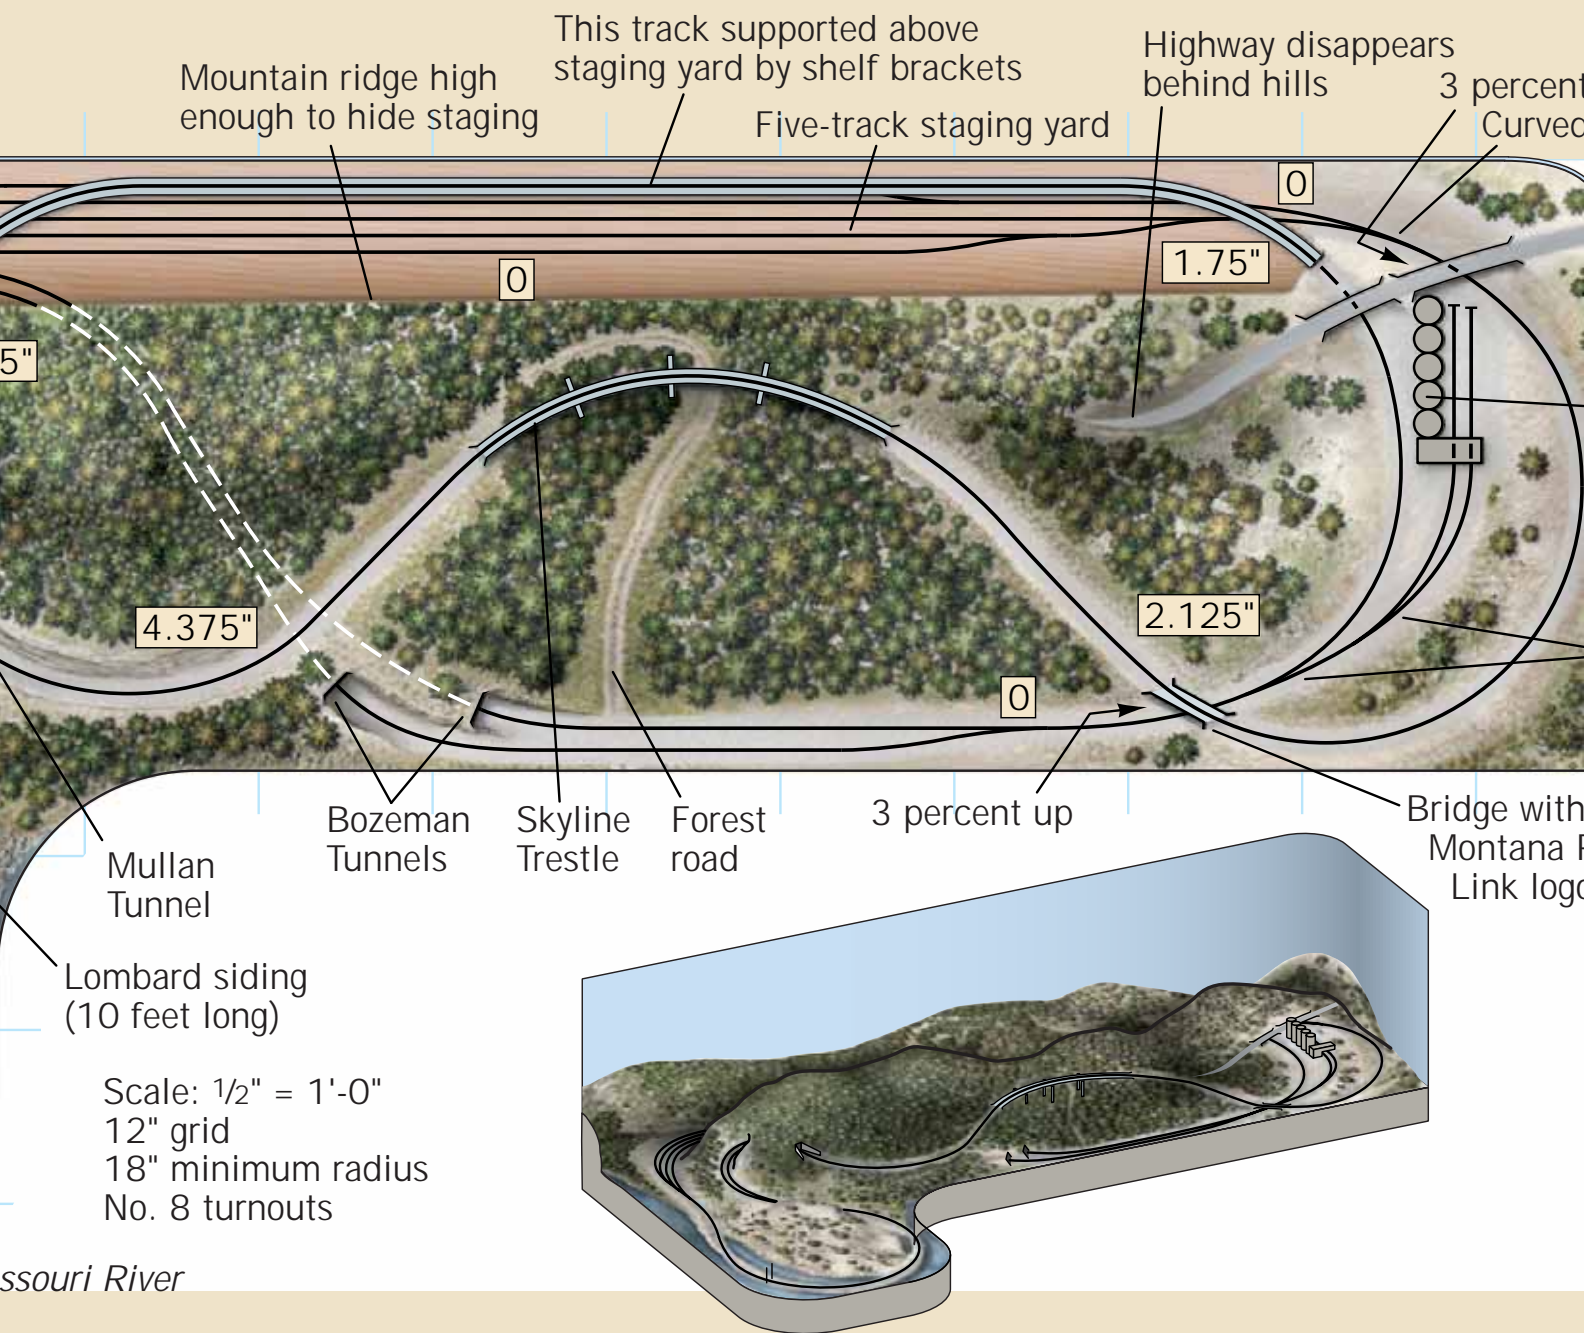 This track supported above
staging yard by shelf brackets
Highway disappears
behind hills
Mountain ridge high
enough to hide staging
3 percent
Curved
Five-track staging yard
0
1.75"
0
5"
4.375"
2.125"
0
Bozeman
Tunnels
Skyline
Trestle
Forest
road
3 percent up
Bridge with
Montana
Link logo
Mullan
Tunnel
Lombard siding
(10 feet long)
Scale: 1/2" = 1'-0"
12" grid
18" minimum radius
No. 8 turnouts
ssouri River